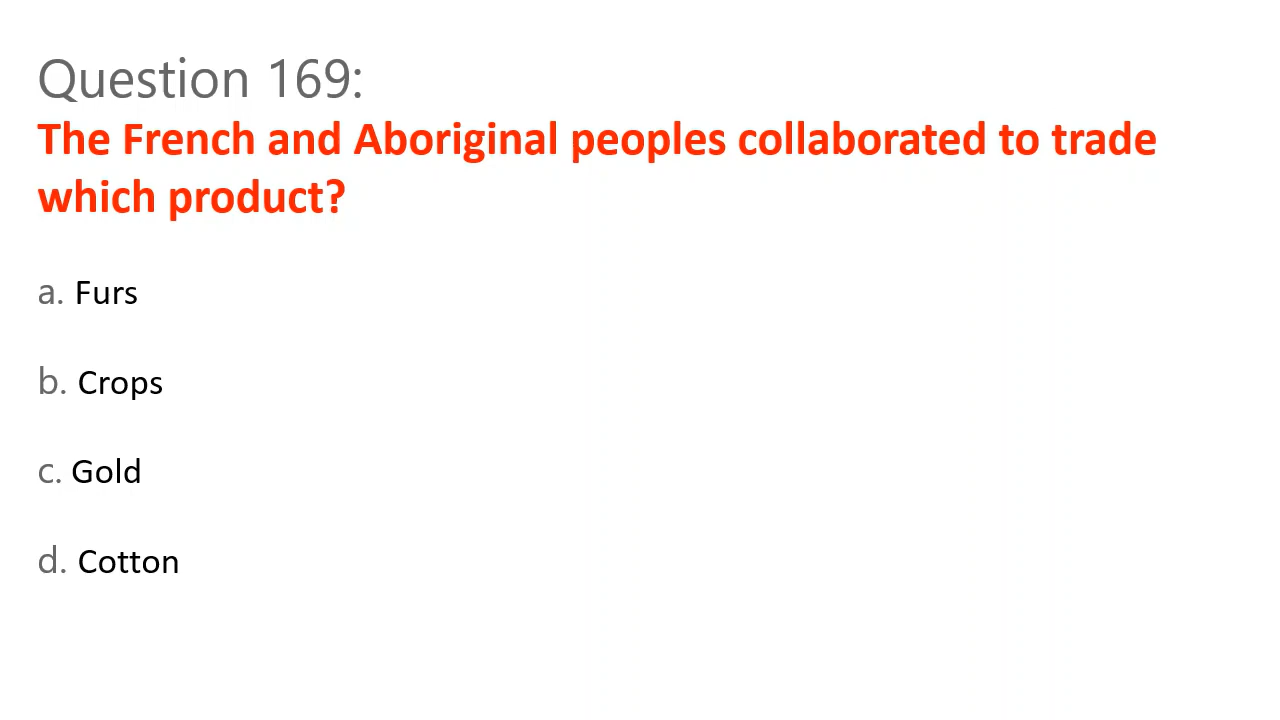 Question 169:
The French and Aboriginal peoples collaborated to trade
which product?
a. Furs
b. Crops
c. Gold
d. Cotton